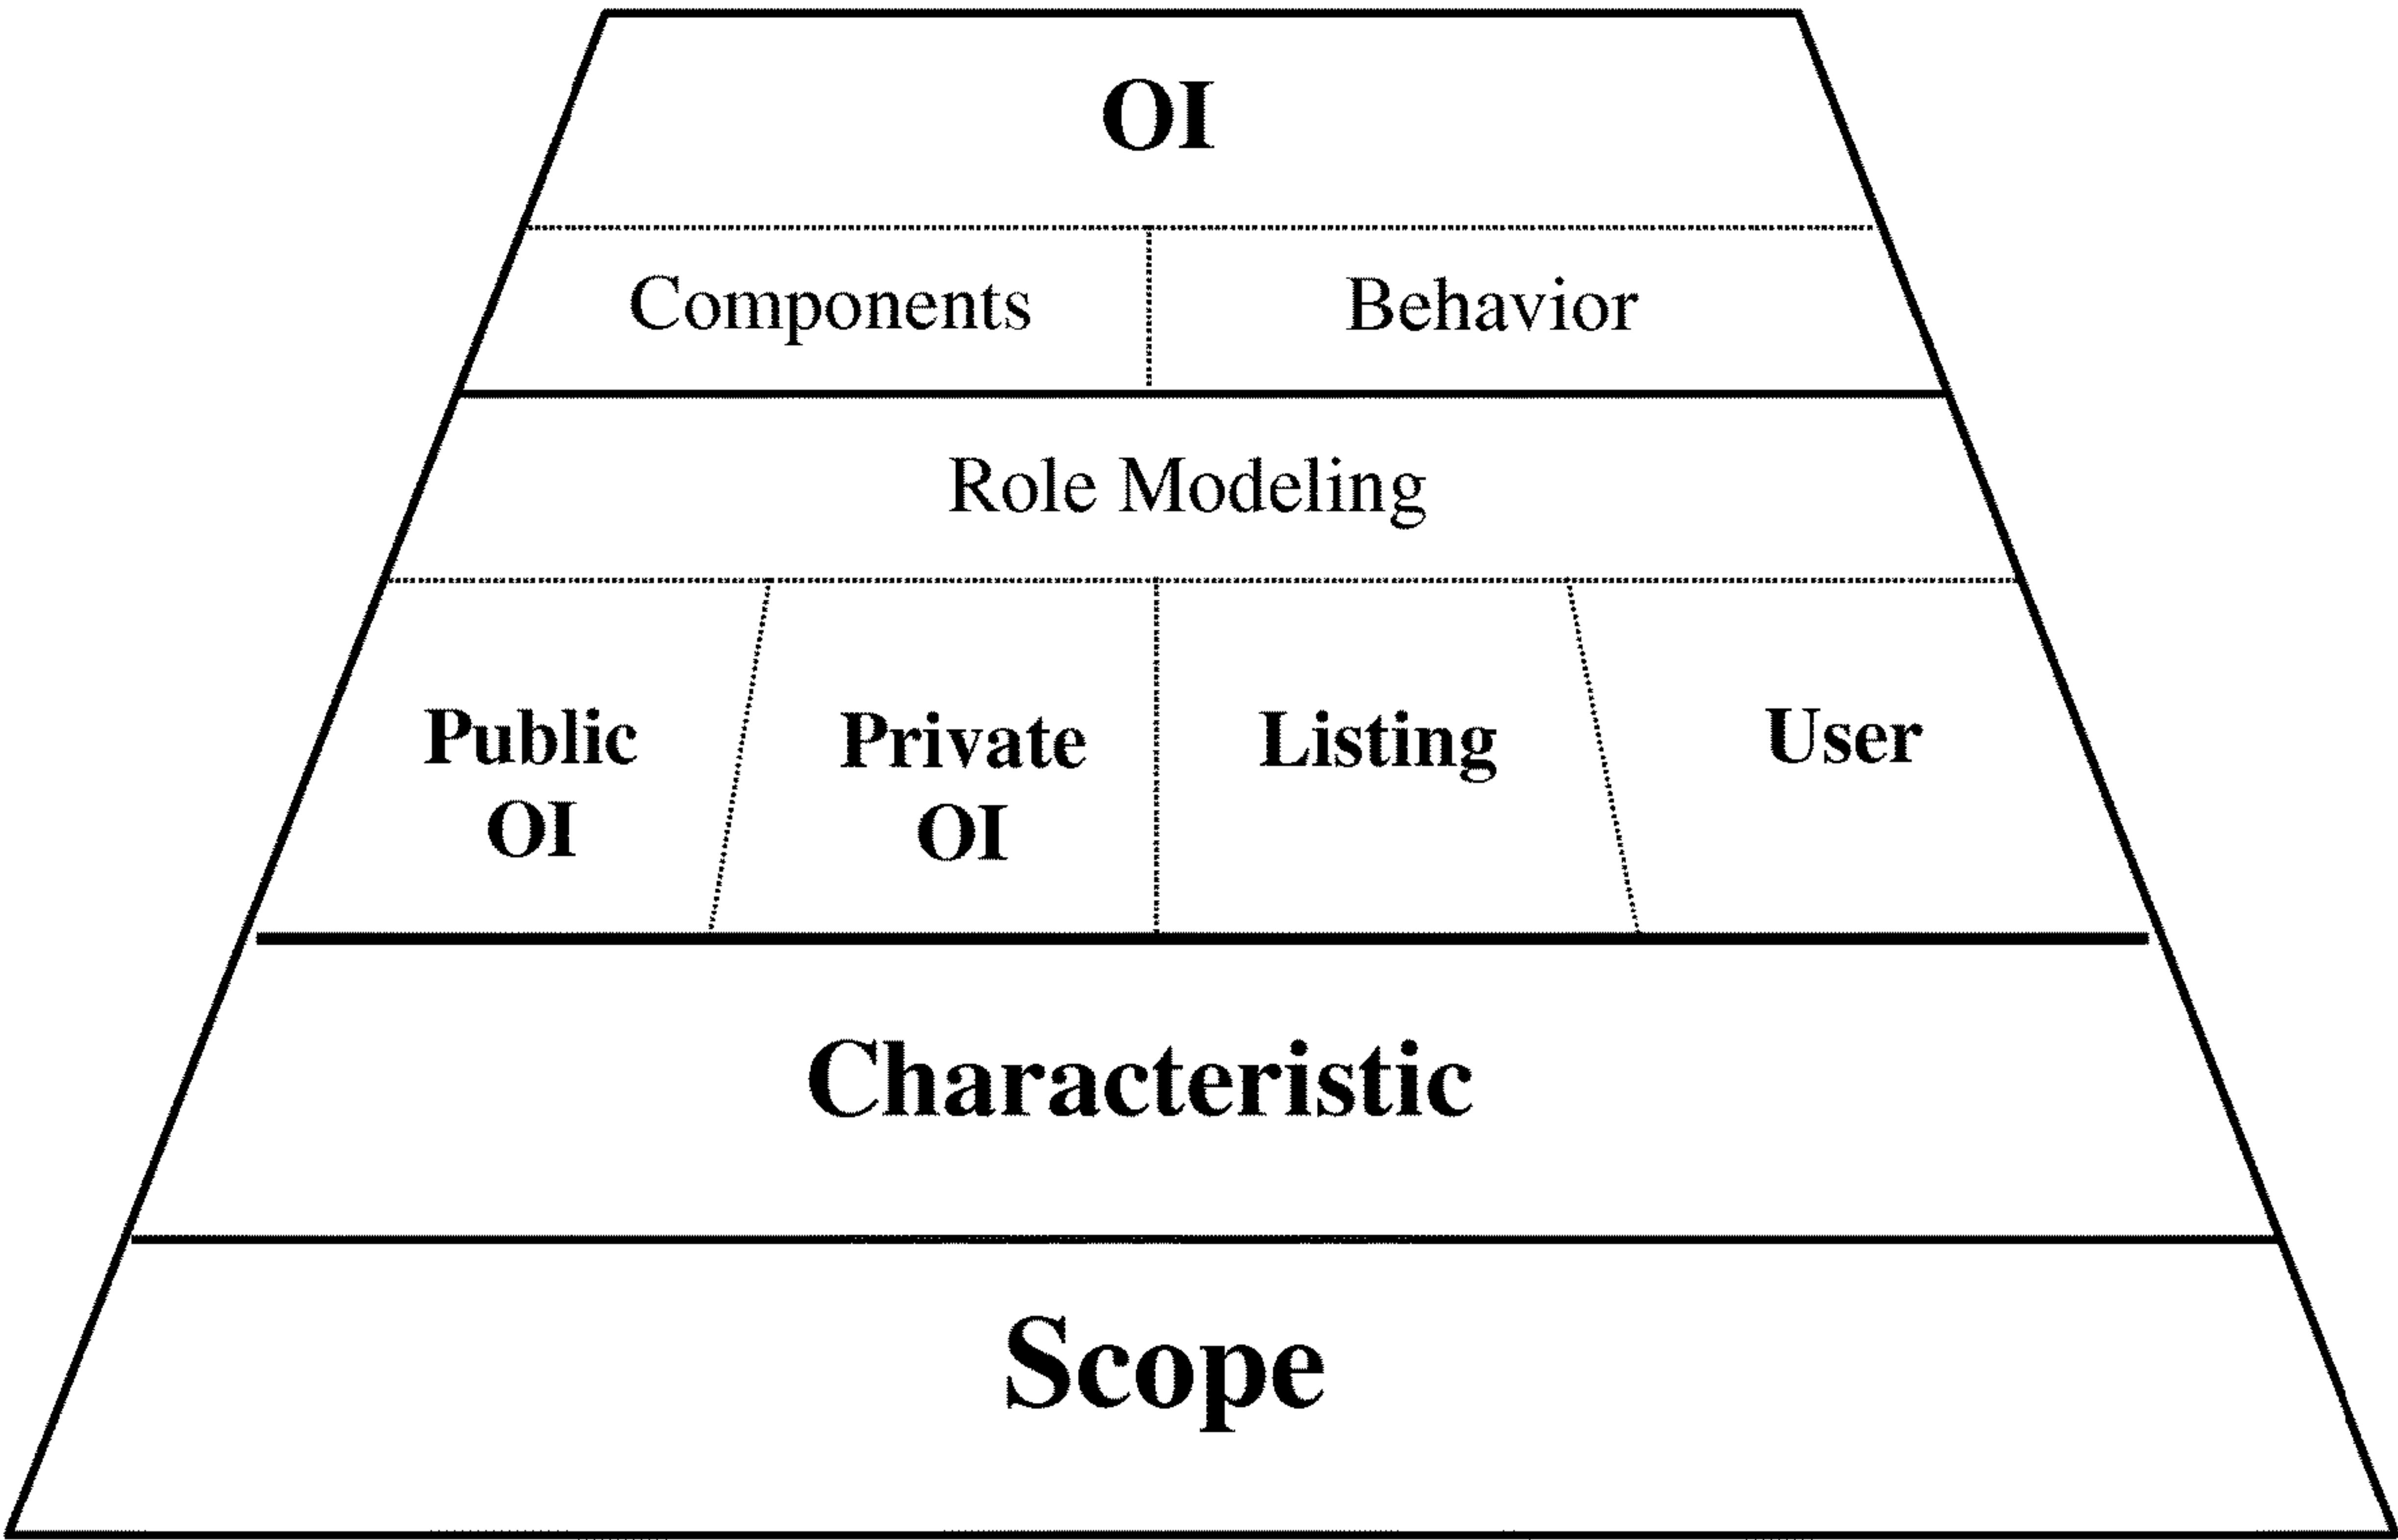 OI
Components Behavior
Role Modeling
Public Private Listing User
OI OI
Characteristic
Scope